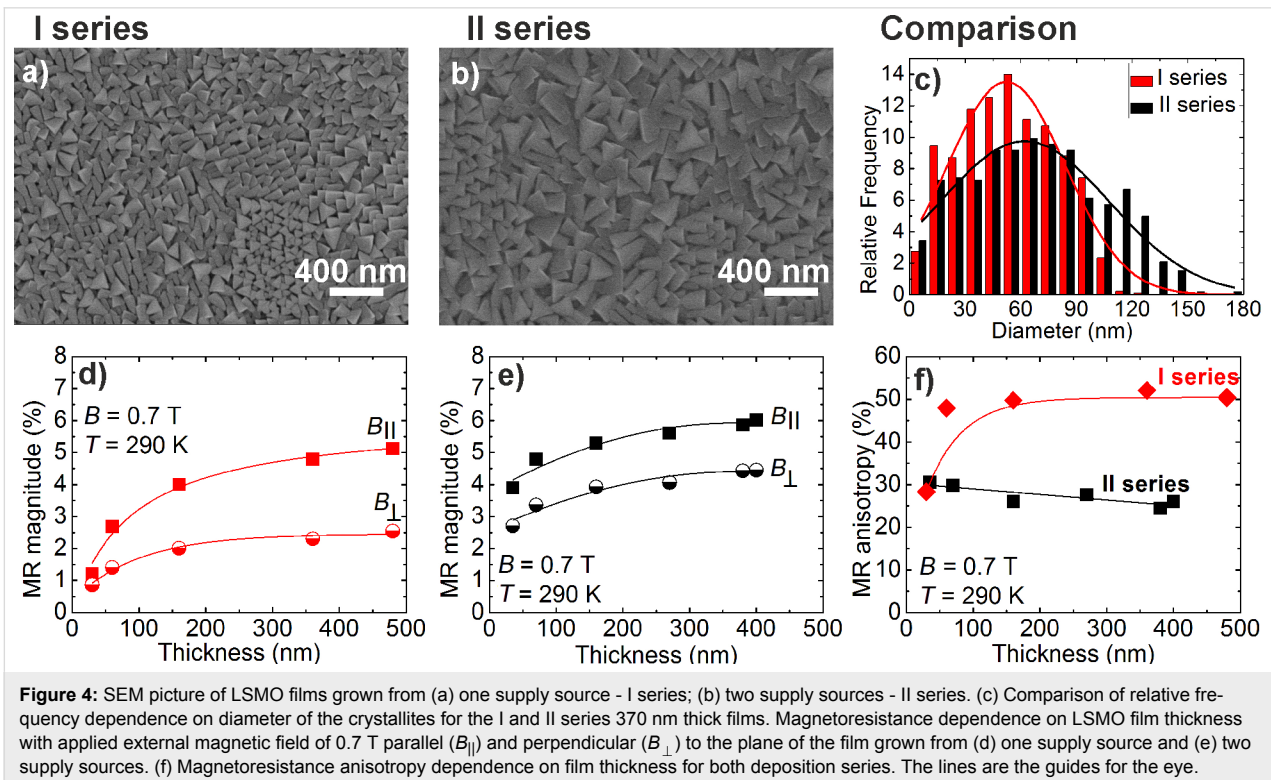 I series
II series
Comparison
a)
400 nm
b)
400 nm
c)
I series
II series
14
12
10
8
6
4
2
0
Relative Frequency
0 30 60 90 120 150 180
Diameter (nm)
d)
8
7
6
5
4
3
2
1
0
MR magnitude (%)
B = 0.7 T
T = 290 K
B||
B⊥
0 100 200 300 400 500
Thickness (nm)
e)
8
7
6
5
4
3
2
1
0
MR magnitude (%)
B||
B⊥
B = 0.7 T
T = 290 K
0 100 200 300 400 500
Thickness (nm)
f)
60
50
40
30
20
10
0
MR anisotropy (%)
I series
II series
B = 0.7 T
T = 290 K
0 100 200 300 400 500
Thickness (nm)
Figure 4: SEM picture of LSMO films grown from (a) one supply source - I series; (b) two supply sources - II series. (c) Comparison of relative fre-
quency dependence on diameter of the crystallites for the I and II series 370 nm thick films. Magnetoresistance dependence on LSMO film thickness
with applied external magnetic field of 0.7 T parallel (B||) and perpendicular (B⊥) to the plane of the film grown from (d) one supply source and (e) two
supply sources. (f) Magnetoresistance anisotropy dependence on film thickness for both deposition series. The lines are the guides for the eye.